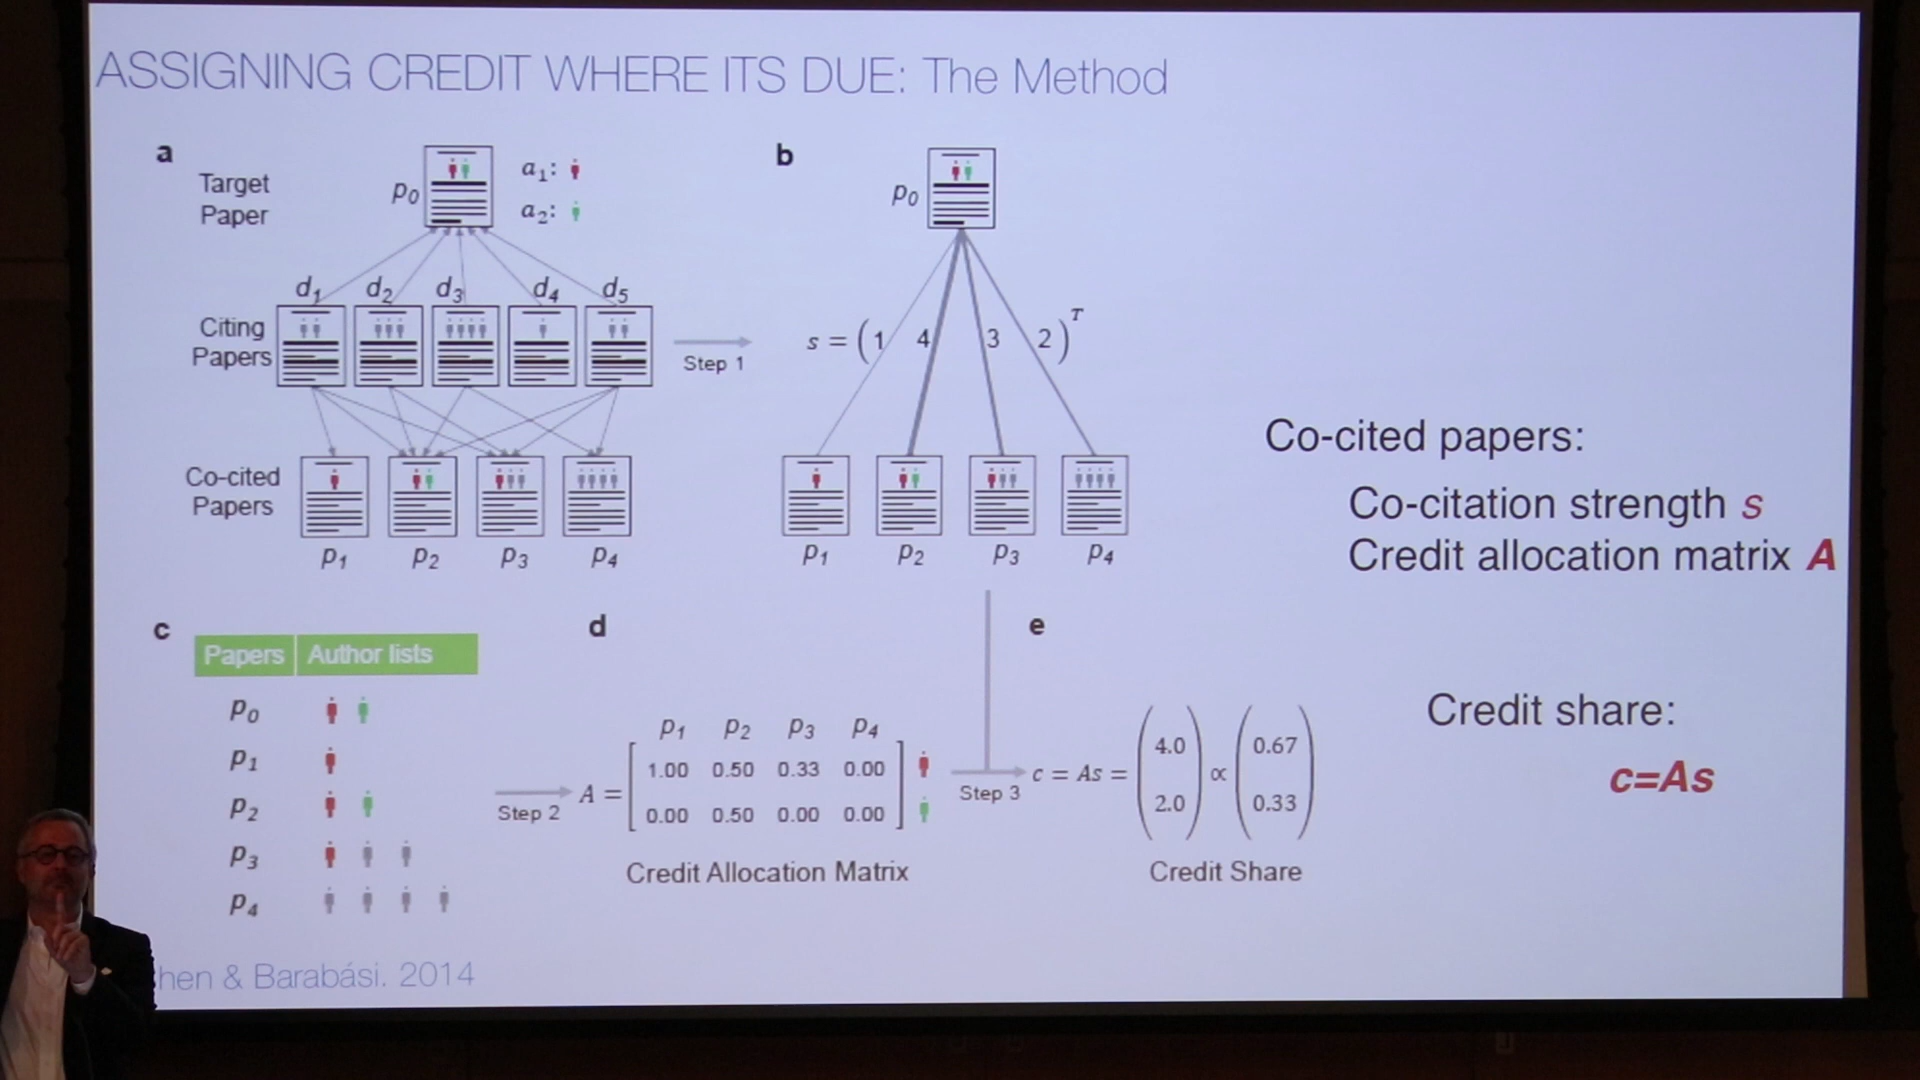 ASSIGNING CREDIT WHERE ITS DUE: The Method
a
Target
Paper
p0
a1:
a2:
d1 d2 d3 d4 d5
Citing
Papers
Step 1
Co-cited
Papers
p1 p2 p3 p4
b
p0
s = (1 4 3 2)T
p1 p2 p3 p4
Co-cited papers:
Co-citation strength s
Credit allocation matrix A
c
Papers Author lists
p0
p1
p2
p3
p4
Step 2
d
p1 p2 p3 p4
A =
1.00 0.50 0.33 0.00
0.00 0.50 0.00 0.00
Credit Allocation Matrix
Step 3
e
c = As =
4.0
2.0
∝
0.67
0.33
Credit Share
Credit share:
c=As
hen & Barabási. 2014